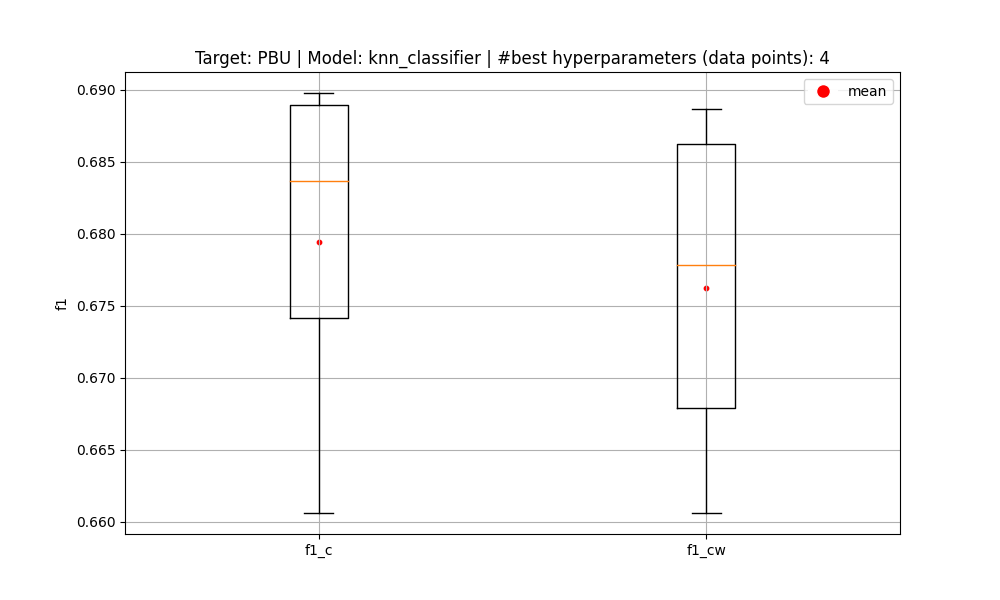 Target: PBU | Model: knn_classifier | #best hyperparameters (data points): 4
mean
0.690
0.685
0.680
0.675
0.670
0.665
0.660
f1
f1_c
f1_cw